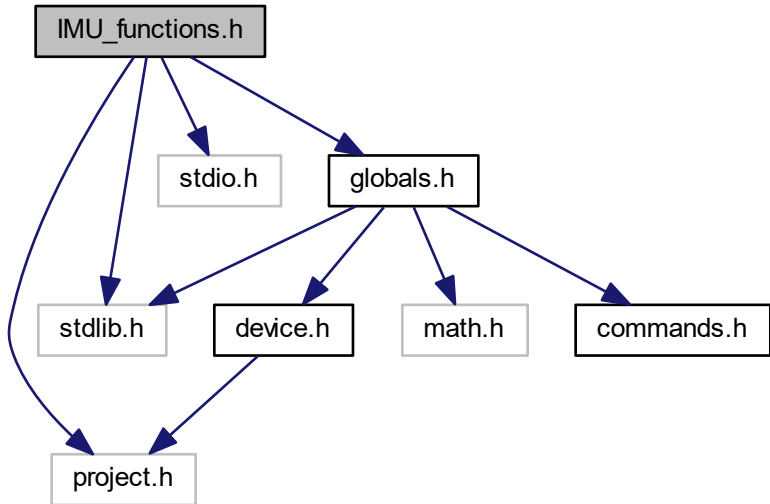 IMU_functions.h
stdio.h
globals.h
stdlib.h
device.h
math.h
commands.h
project.h